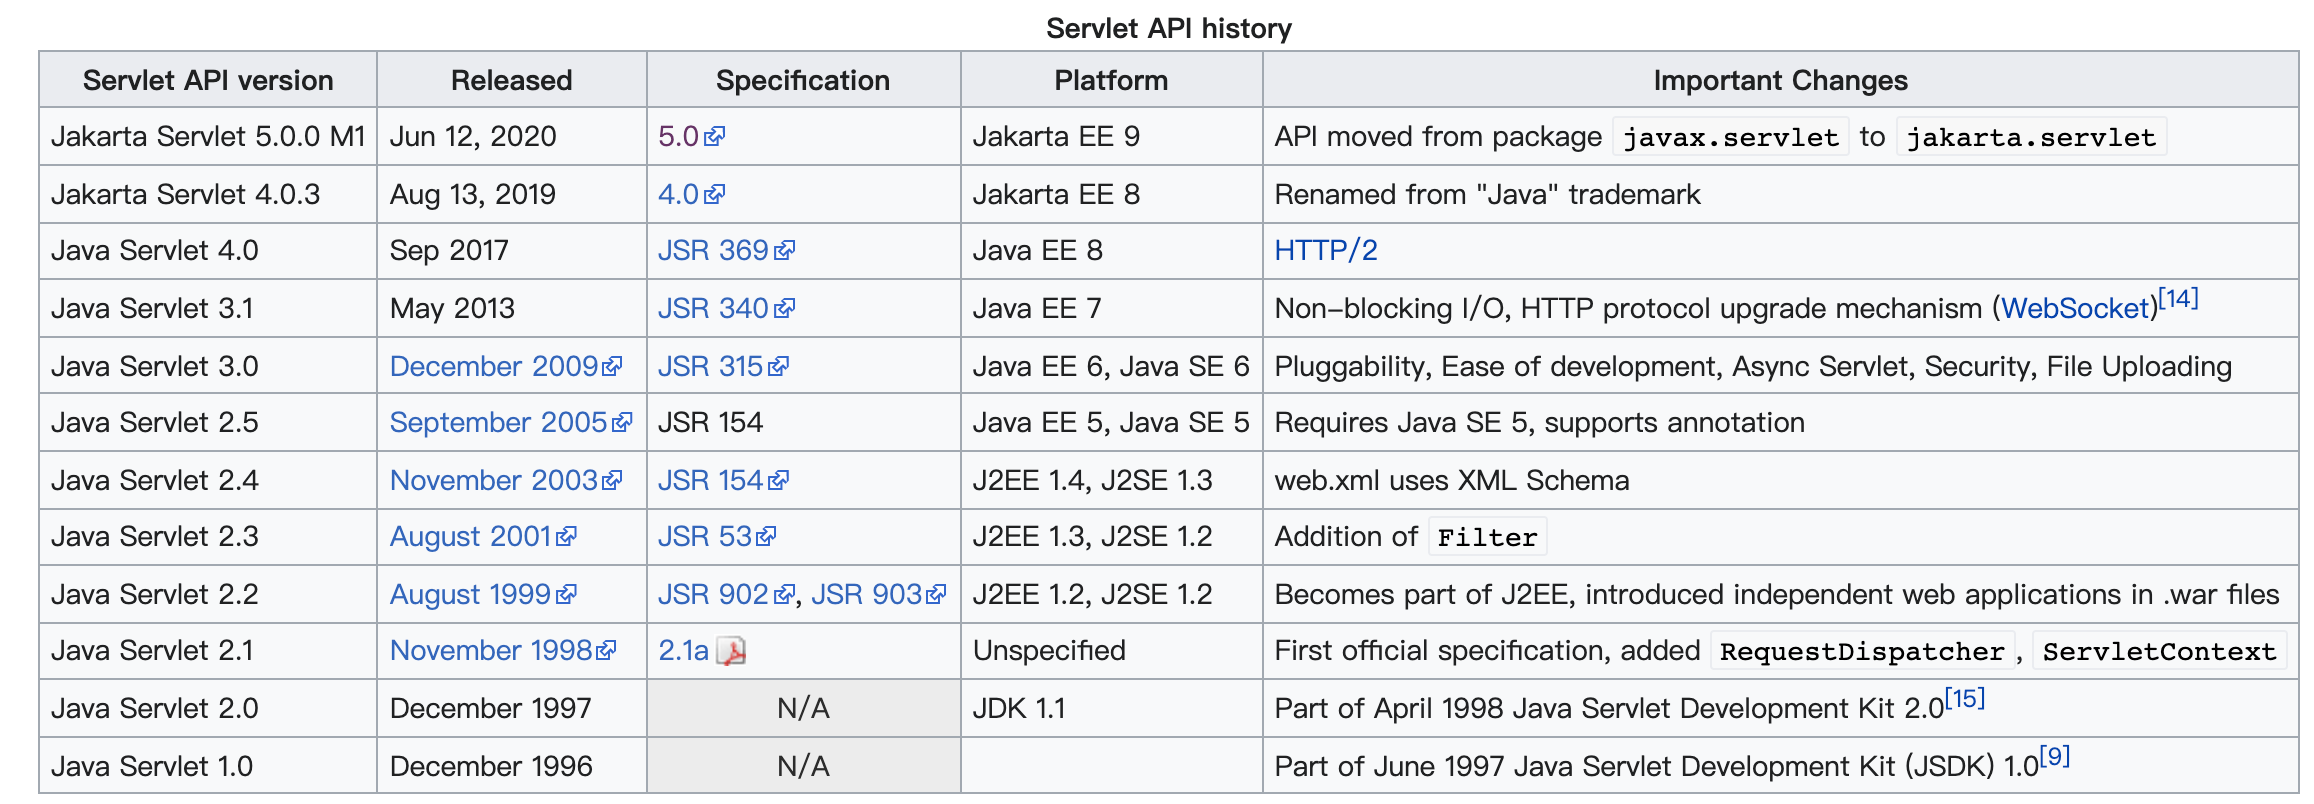 Servlet API history
Servlet API version Released Specification Platform Important Changes
Jakarta Servlet 5.0.0 M1 Jun 12, 2020 5.0 Jakarta EE 9 API moved from package javax.servlet to jakarta.servlet
Jakarta Servlet 4.0.3 Aug 13, 2019 4.0 Jakarta EE 8 Renamed from "Java" trademark
Java Servlet 4.0 Sep 2017 JSR 369 Java EE 8 HTTP/2
Java Servlet 3.1 May 2013 JSR 340 Java EE 7 Non-blocking I/O, HTTP protocol upgrade mechanism (WebSocket)[14]
Java Servlet 3.0 December 2009 JSR 315 Java EE 6, Java SE 6 Pluggability, Ease of development, Async Servlet, Security, File Uploading
Java Servlet 2.5 September 2005 JSR 154 Java EE 5, Java SE 5 Requires Java SE 5, supports annotation
Java Servlet 2.4 November 2003 JSR 154 J2EE 1.4, J2SE 1.3 web.xml uses XML Schema
Java Servlet 2.3 August 2001 JSR 53 J2EE 1.3, J2SE 1.2 Addition of Filter
Java Servlet 2.2 August 1999 JSR 902, JSR 903 J2EE 1.2, J2SE 1.2 Becomes part of J2EE, introduced independent web applications in .war files
Java Servlet 2.1 November 1998 2.1a Unspecified First official specification, added RequestDispatcher, ServletContext
Java Servlet 2.0 December 1997 N/A JDK 1.1 Part of April 1998 Java Servlet Development Kit 2.0[15]
Java Servlet 1.0 December 1996 N/A Part of June 1997 Java Servlet Development Kit (JSDK) 1.0[9]